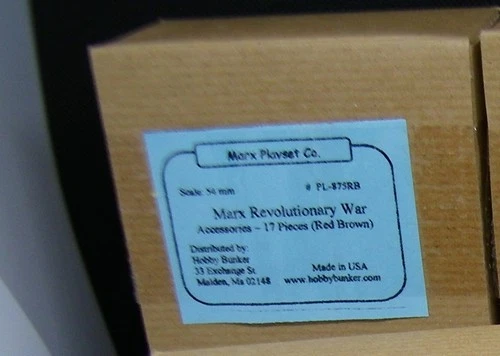 Marx Playset Co.
Scale: 54 mm # PL-875RB
Marx Revolutionary War
Accessories - 17 Pieces (Red Brown)
Distributed by:
Hobby Bunker
33 Exchange St
Malden, Ma 02148
Made in USA
www.hobbybunker.com